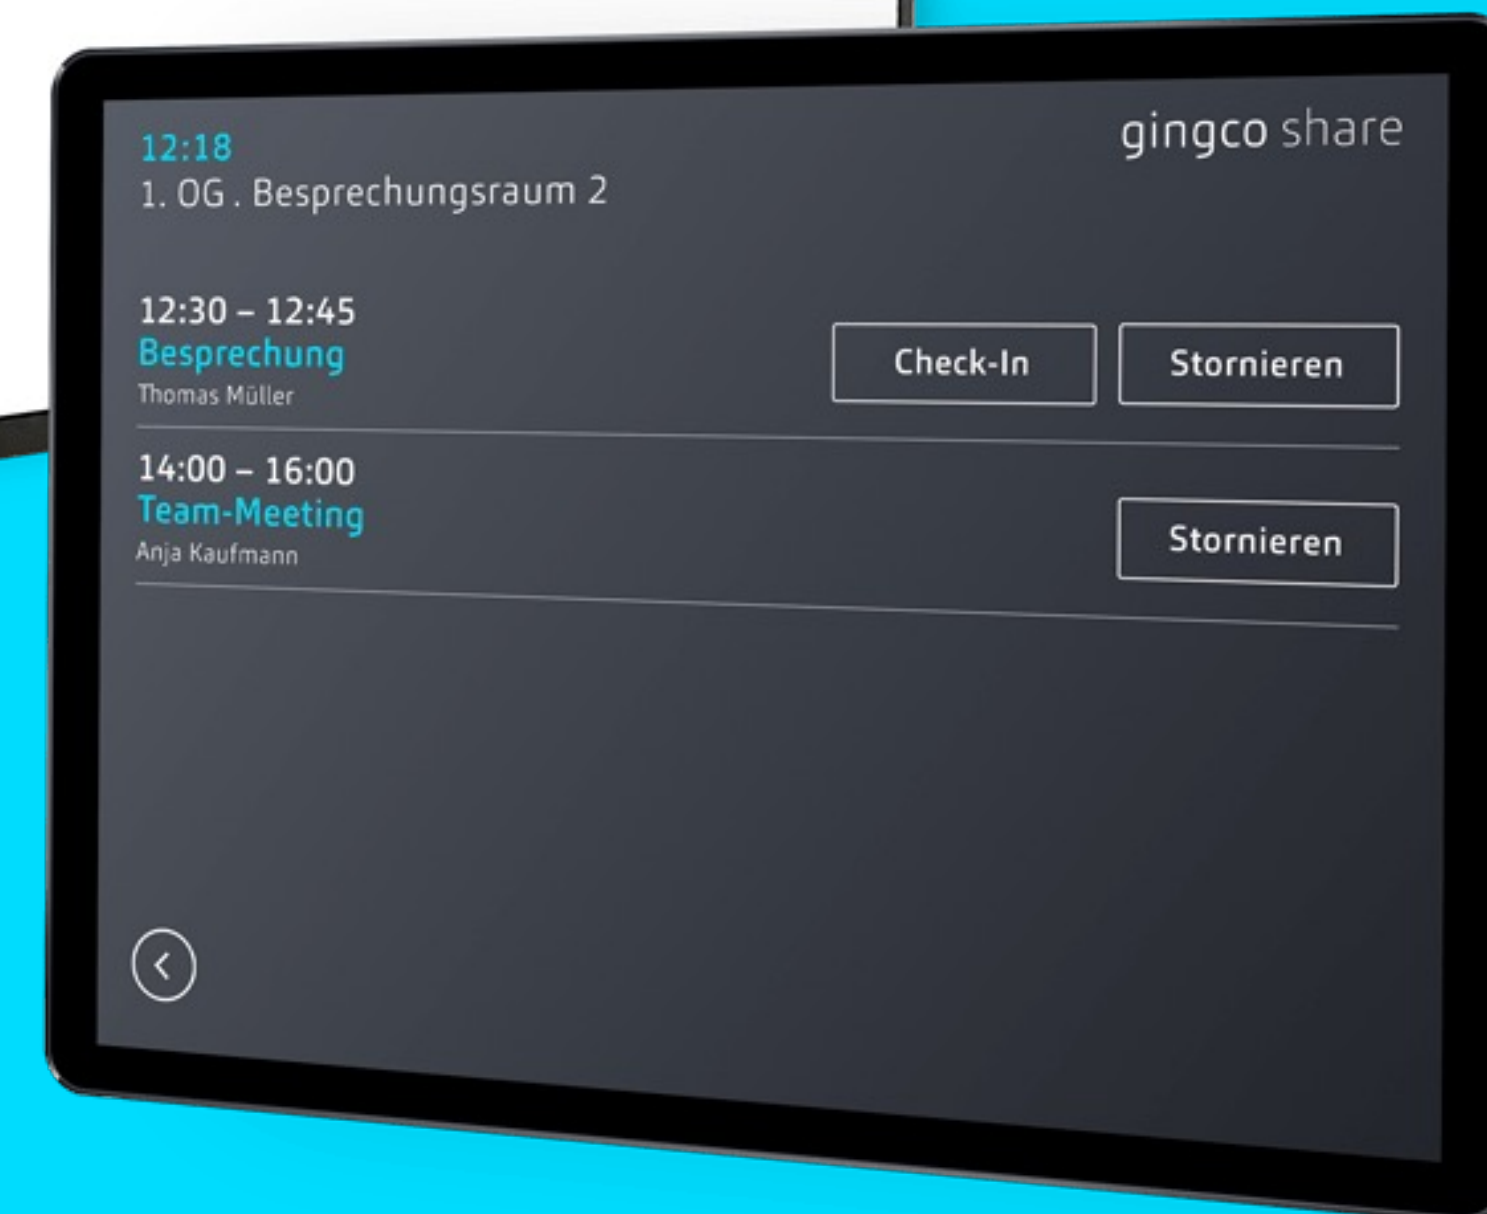 12:18
gingco share
1. OG . Besprechungsraum 2
12:30 – 12:45
Besprechung
Thomas Müller
Check-In
Stornieren
14:00 – 16:00
Team-Meeting
Anja Kaufmann
Stornieren